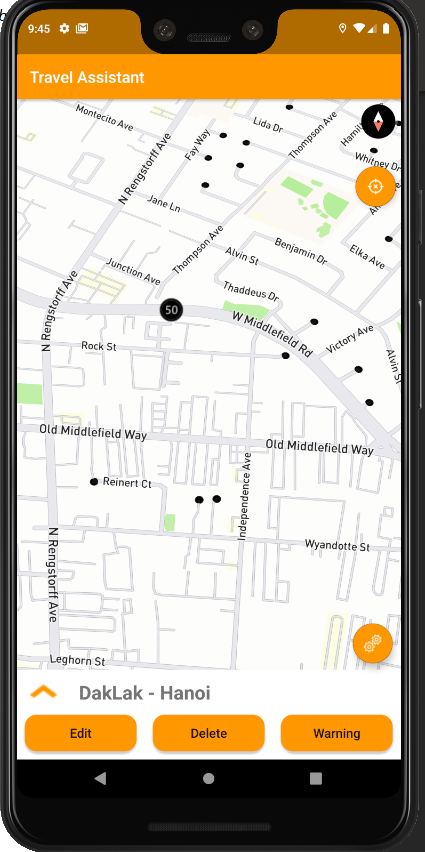 9:45
Travel Assistant
Montecito Ave
Lida Dr
Thompson Ave
Fay Way
Whitney Dr
N Rengstorff Ave
Jane Ln
Thompson Ave
Alvin St
Benjamin Dr
Elka Ave
Junction Ave
Thaddeus Dr
N Rengstorff Ave
50
W Middlefield Rd
Victory Ave
Rock St
Alvin St
Old Middlefield Way
Old Middlefield Way
Reinert Ct
Independence Ave
N Rengstorff Ave
Wyandotte St
Leghorn St
DakLak - Hanoi
Edit
Delete
Warning